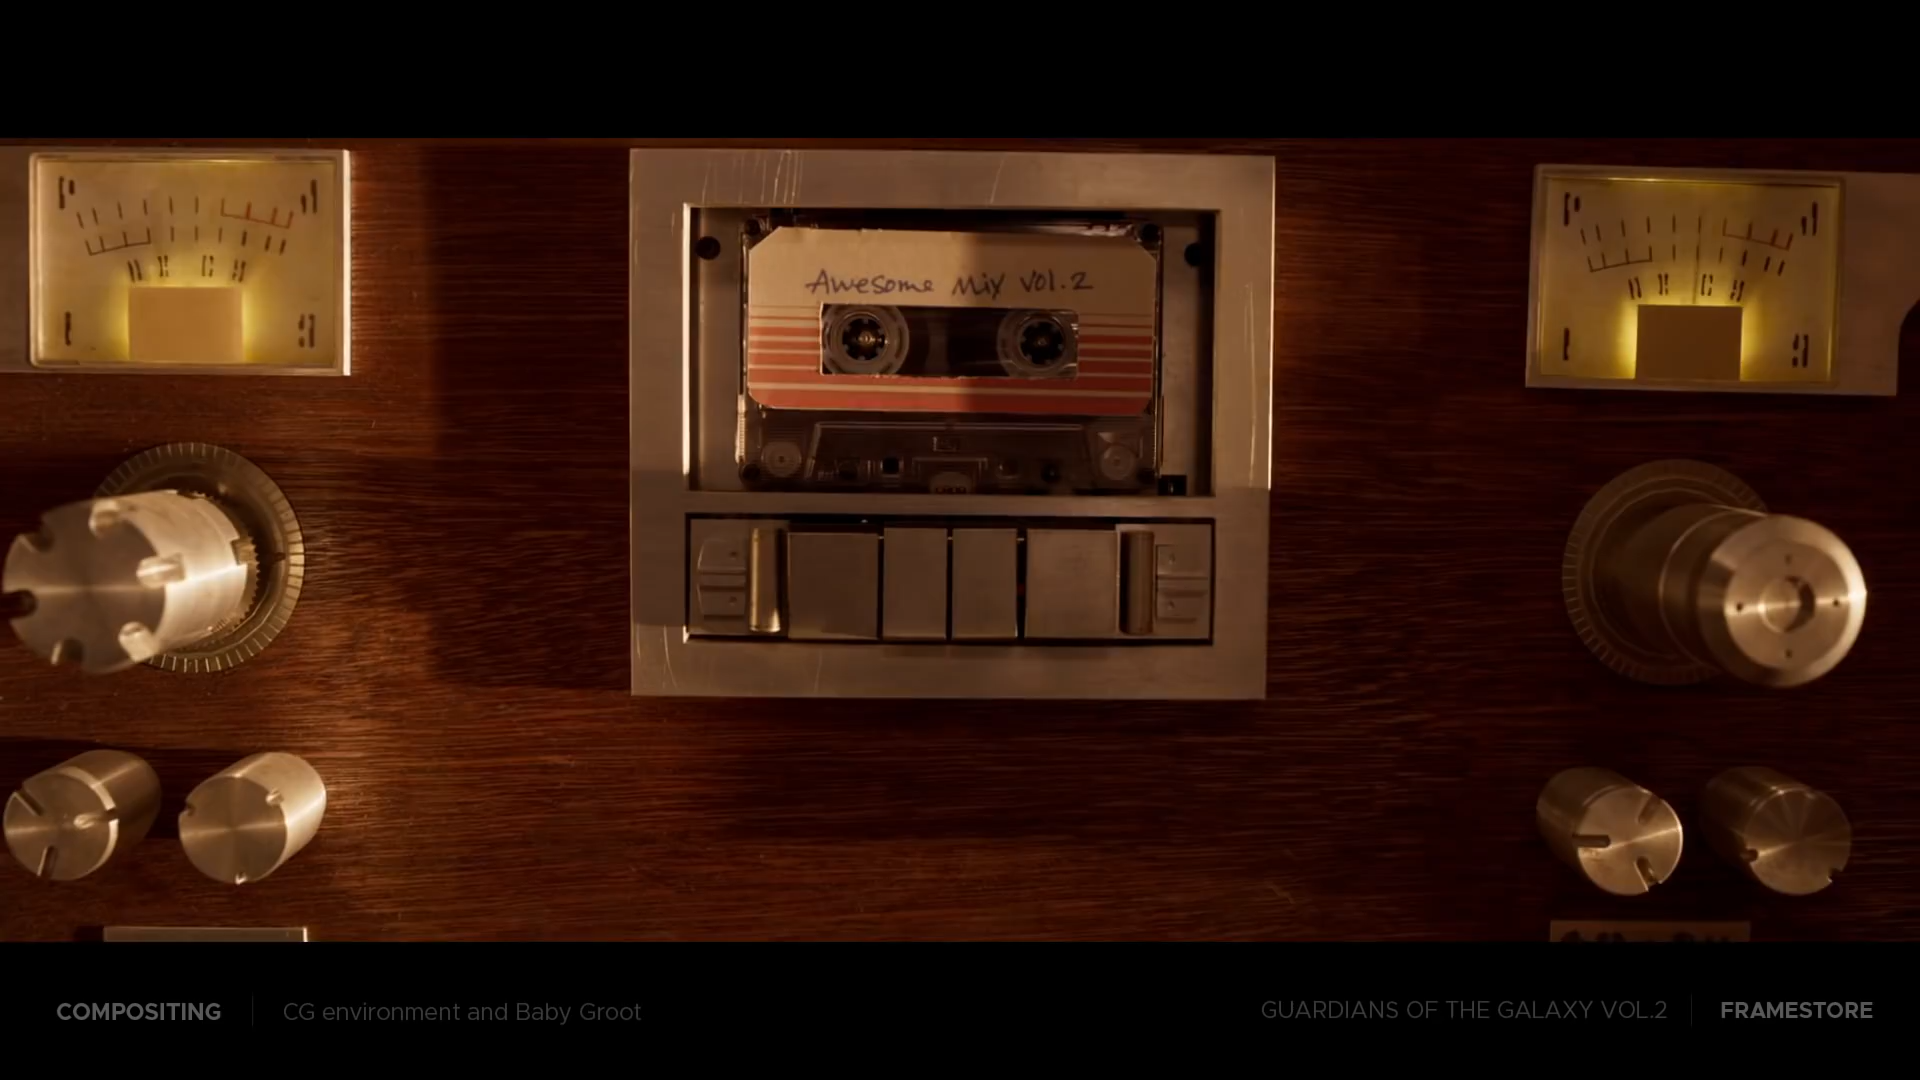 Awesome Mix Vol.2
COMPOSITING
CG environment and Baby Groot
GUARDIANS OF THE GALAXY VOL.2
FRAMESTORE